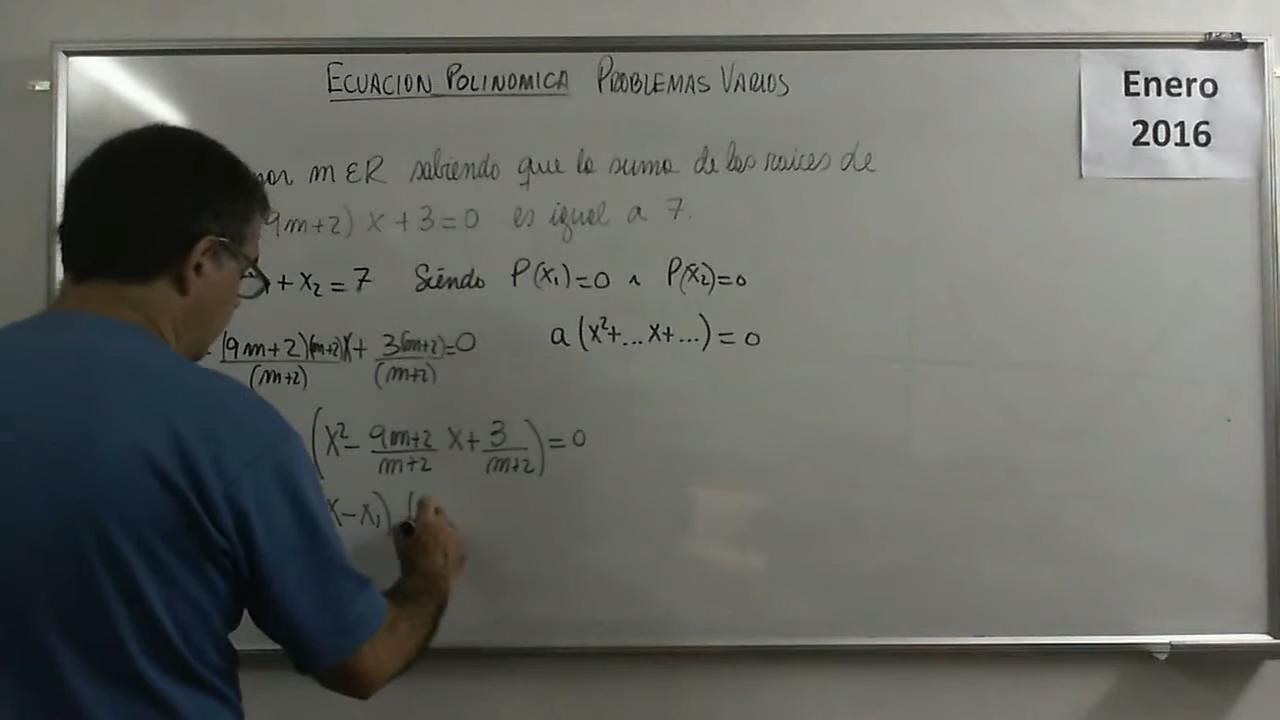 ECUACION POLINOMICA PROBLEMAS VARIOS
Enero
2016
m ∈ R sabiendo que la suma de las raices de
9m+2) x + 3 = 0 es igual a 7.
+ x₂ = 7 Siendo P(x₁)=0 ∧ P(x₂)=0
(9m+2)(m+2)x/(m+2) + 3(m+2)/(m+2) = 0 a(x²+...x+...) = 0
(x² - 9m+2/m+2 x + 3/m+2) = 0
x-x₁) (